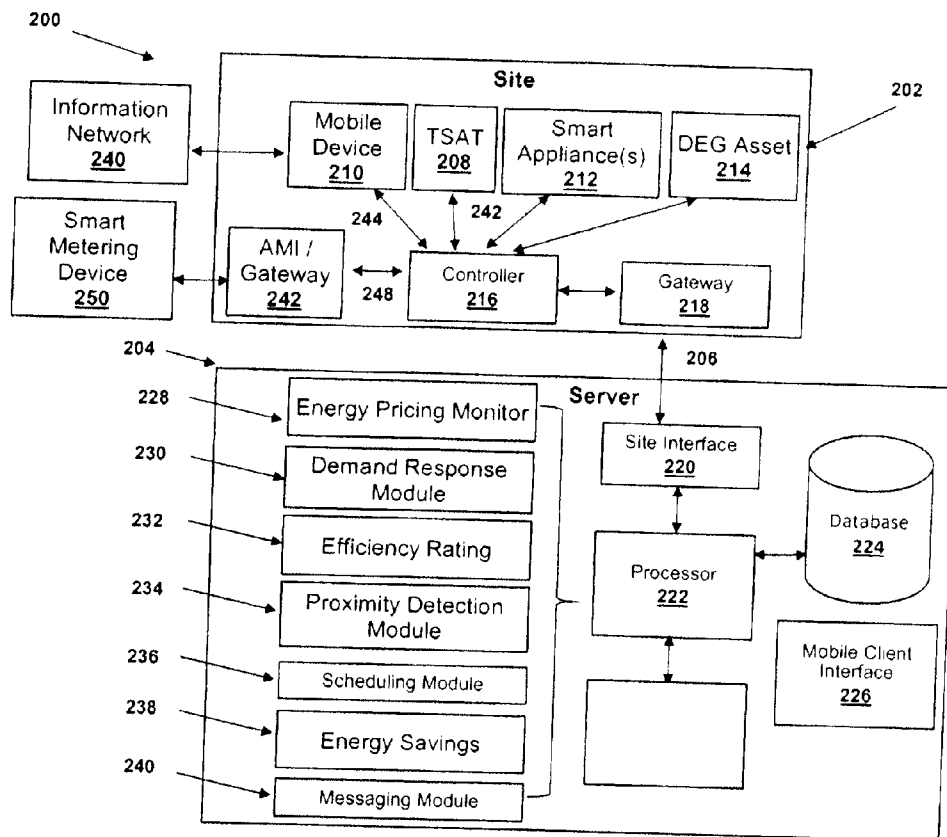 200
Site
202
Information
Network
240
Mobile
Device
210
TSAT
208
Smart
Appliance(s)
212
DEG Asset
214
244
242
Smart
Metering
Device
250
AMI /
Gateway
242
248
Controller
216
Gateway
218
206
204
Server
228
Energy Pricing Monitor
230
Demand Response
Module
232
Efficiency Rating
234
Proximity Detection
Module
236
Scheduling Module
238
Energy Savings
240
Messaging Module
Site Interface
220
Processor
222
Database
224
Mobile Client
Interface
226